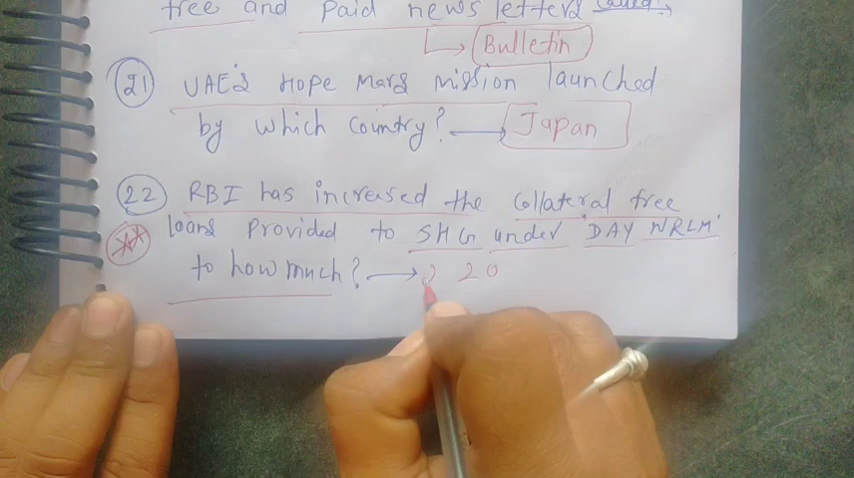 free and paid news letters called?
Bulletin
21 UAE's Hope Mars mission launched
by which country? Japan
22 RBI has increased the collateral free
loans provided to SHG under 'DAY NRLM'
to how much? 20